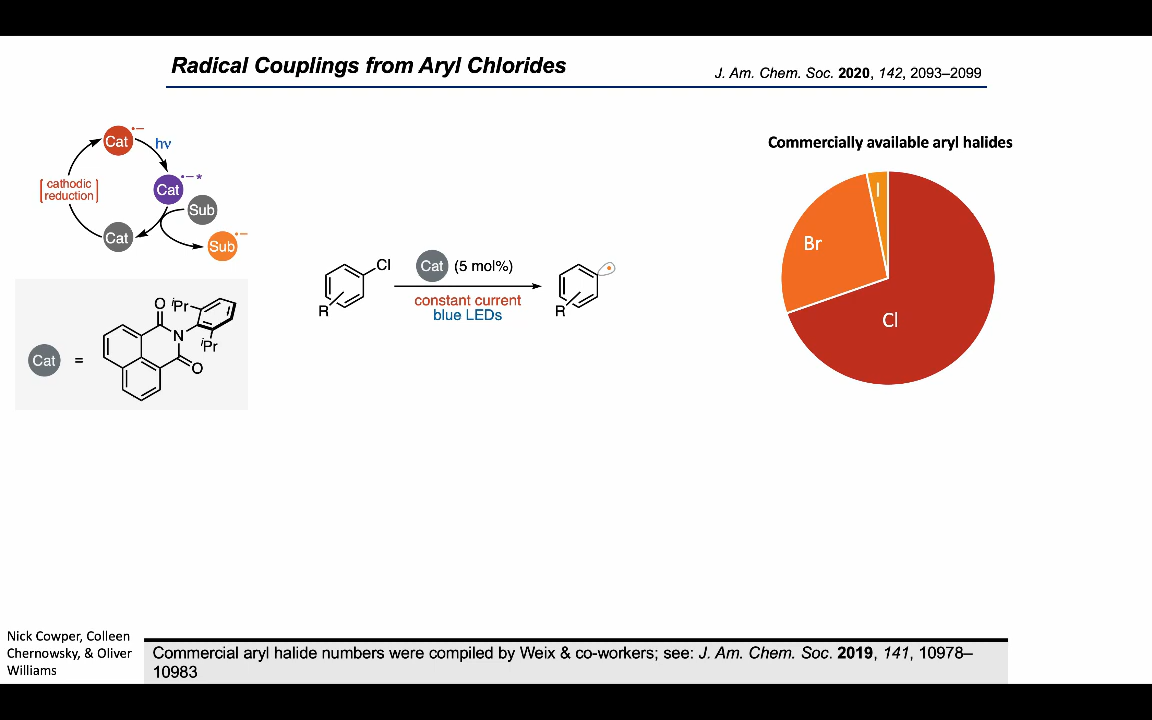 Radical Couplings from Aryl Chlorides
J. Am. Chem. Soc. 2020, 142, 2093–2099
Cat •–
hν
cathodic
reduction
Cat •– *
Sub
Cat
Sub •–
Cat =
O
iPr
N
iPr
O
Cl
R
Cat (5 mol%)
constant current
blue LEDs
R
Commercially available aryl halides
I
Br
Cl
Nick Cowper, Colleen
Chernowsky, & Oliver
Williams
Commercial aryl halide numbers were compiled by Weix & co-workers; see: J. Am. Chem. Soc. 2019, 141, 10978–
10983